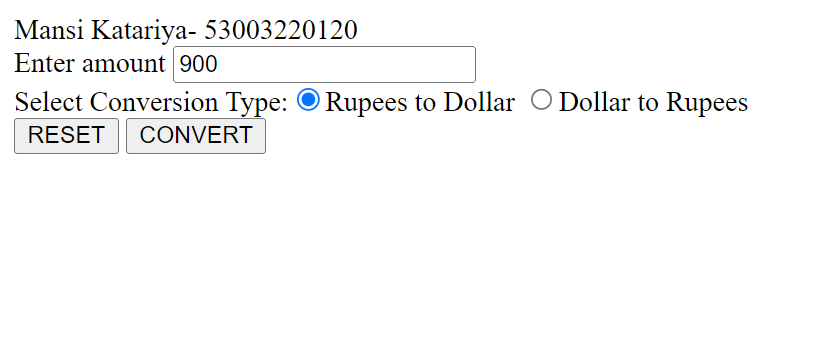 Mansi Katariya- 53003220120
Enter amount 900
Select Conversion Type: Rupees to Dollar Dollar to Rupees
RESET CONVERT